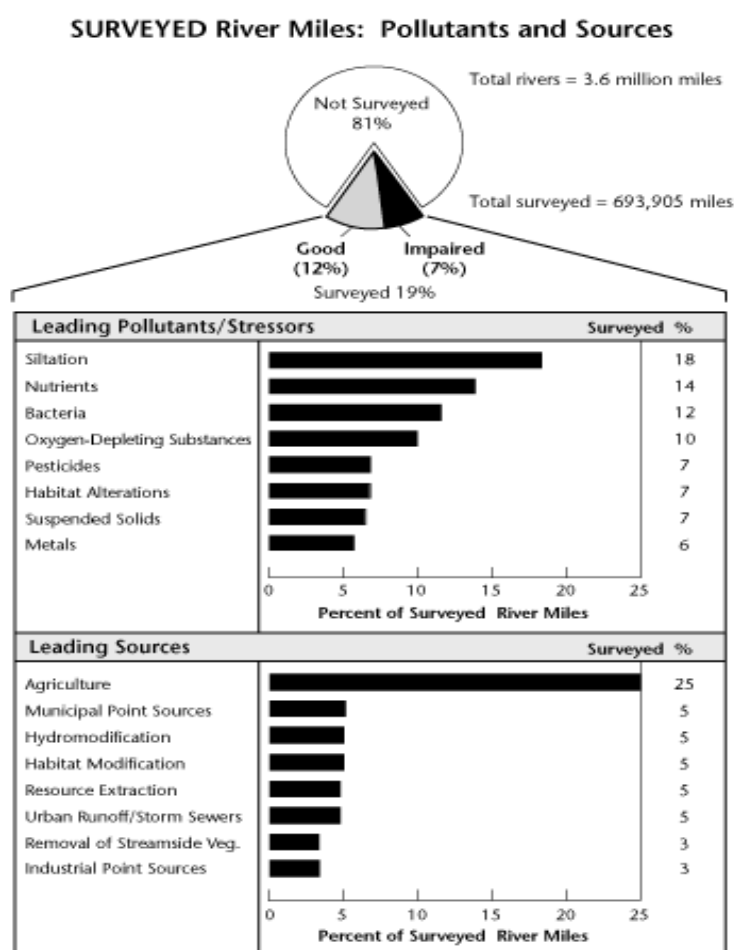 SURVEYED River Miles: Pollutants and Sources
Total rivers = 3.6 million miles
Not Surveyed
81%
Total surveyed = 693,905 miles
Good
(12%)
Impaired
(7%)
Surveyed 19%
Leading Pollutants/Stressors Surveyed %
Siltation 18
Nutrients 14
Bacteria 12
Oxygen-Depleting Substances 10
Pesticides 7
Habitat Alterations 7
Suspended Solids 7
Metals 6
0 5 10 15 20 25
Percent of Surveyed River Miles
Leading Sources Surveyed %
Agriculture 25
Municipal Point Sources 5
Hydromodification 5
Habitat Modification 5
Resource Extraction 5
Urban Runoff/Storm Sewers 5
Removal of Streamside Veg. 3
Industrial Point Sources 3
0 5 10 15 20 25
Percent of Surveyed River Miles